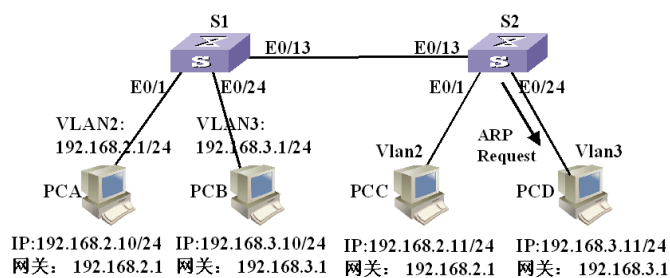 S1
S2
E0/13
E0/13
E0/1
E0/24
E0/1
E0/24
VLAN2:
192.168.2.1/24
VLAN3:
192.168.3.1/24
ARP
Request
Vlan2
Vlan3
PCA
PCB
PCC
PCD
IP:192.168.2.10/24
网关： 192.168.2.1
IP:192.168.3.10/24
网关： 192.168.3.1
IP:192.168.2.11/24
网关： 192.168.2.1
IP:192.168.3.11/24
网关： 192.168.3.1